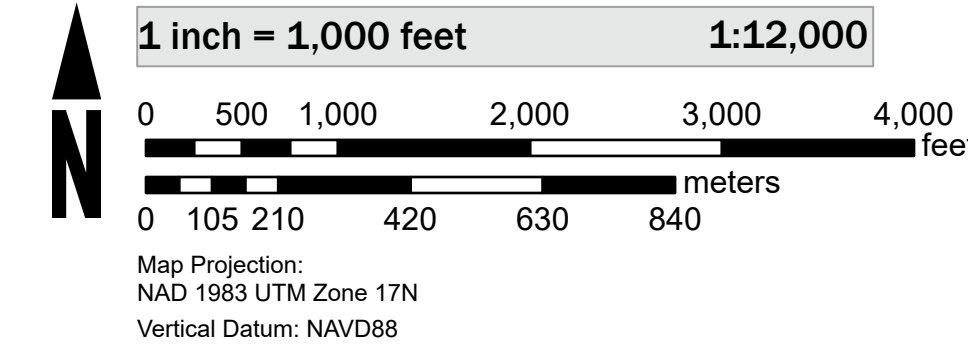 1 inch = 1,000 feet 1:12,000
0 500 1,000 2,000 3,000 4,000
feet
meters
0 105 210 420 630 840
N
Map Projection:
NAD 1983 UTM Zone 17N
Vertical Datum: NAVD88